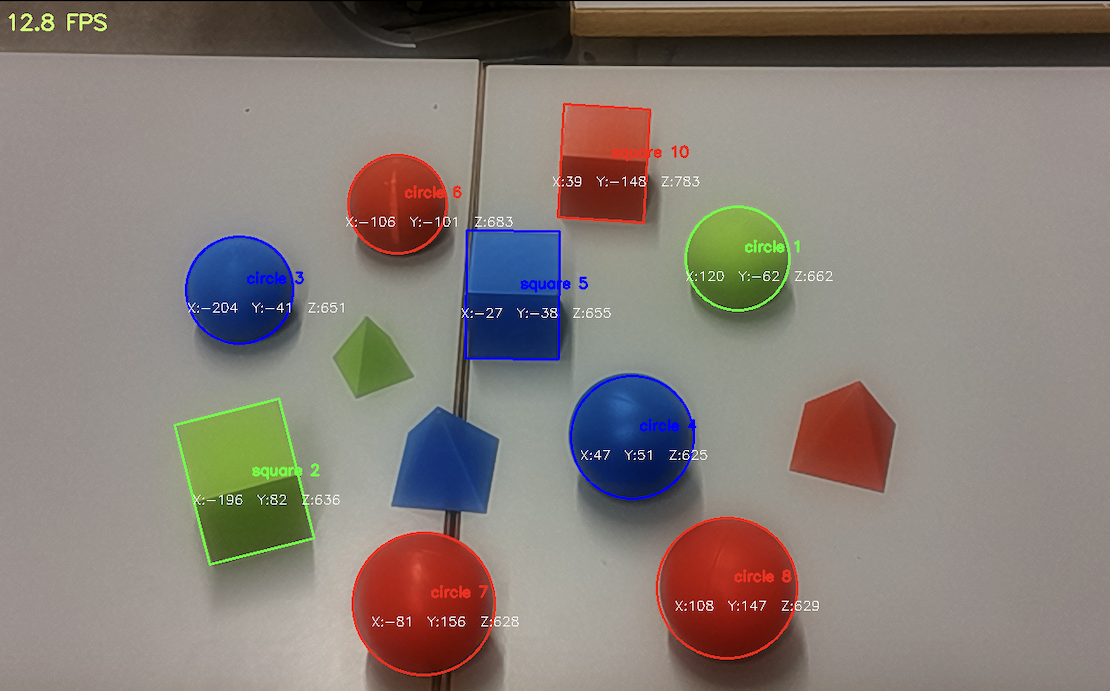 12.8 FPS
square 10
X:39 Y:-148 Z:783
circle 6
X:-106 Y:-101 Z:683
circle 1
X:120 Y:-62 Z:662
circle 3
X:-204 Y:-41 Z:651
square 5
X:-27 Y:-38 Z:655
circle 4
X:47 Y:51 Z:625
square 2
X:-196 Y:82 Z:636
circle 7
X:-81 Y:156 Z:628
circle 8
X:108 Y:147 Z:629